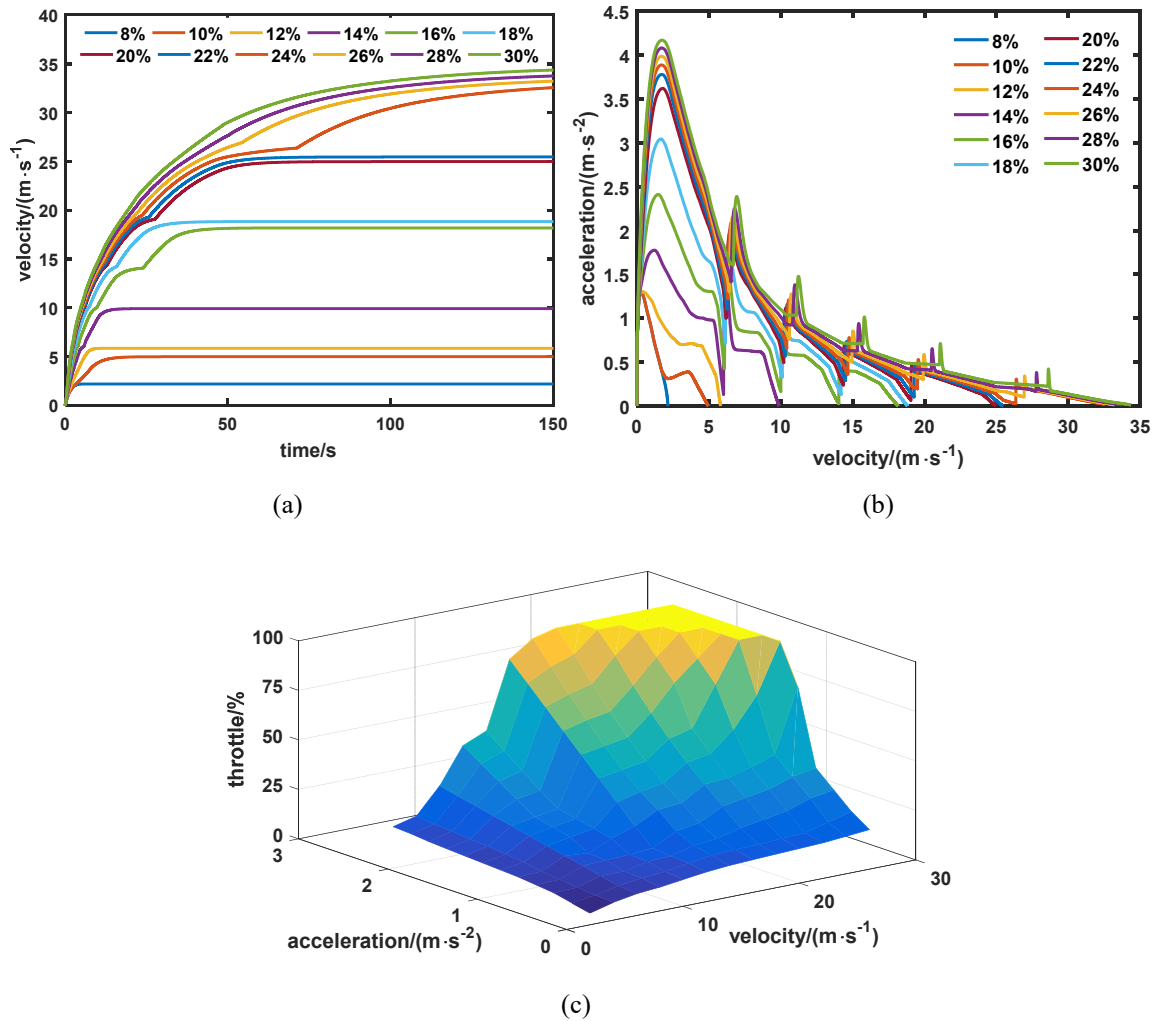 40
35
30
25
20
15
10
5
0
velocity/(m·s-1)
8% 10% 12% 14% 16% 18%
20% 22% 24% 26% 28% 30%
0 50 100 150
time/s
(a)
4.5
4
3.5
3
2.5
2
1.5
1
0.5
0
acceleration/(m·s-2)
8% 20%
10% 22%
12% 24%
14% 26%
16% 28%
18% 30%
0 5 10 15 20 25 30 35
velocity/(m·s-1)
(b)
100
75
50
25
0
throttle/%
3
2
1
0
acceleration/(m·s-2)
0
10
20
30
velocity/(m·s-1)
(c)